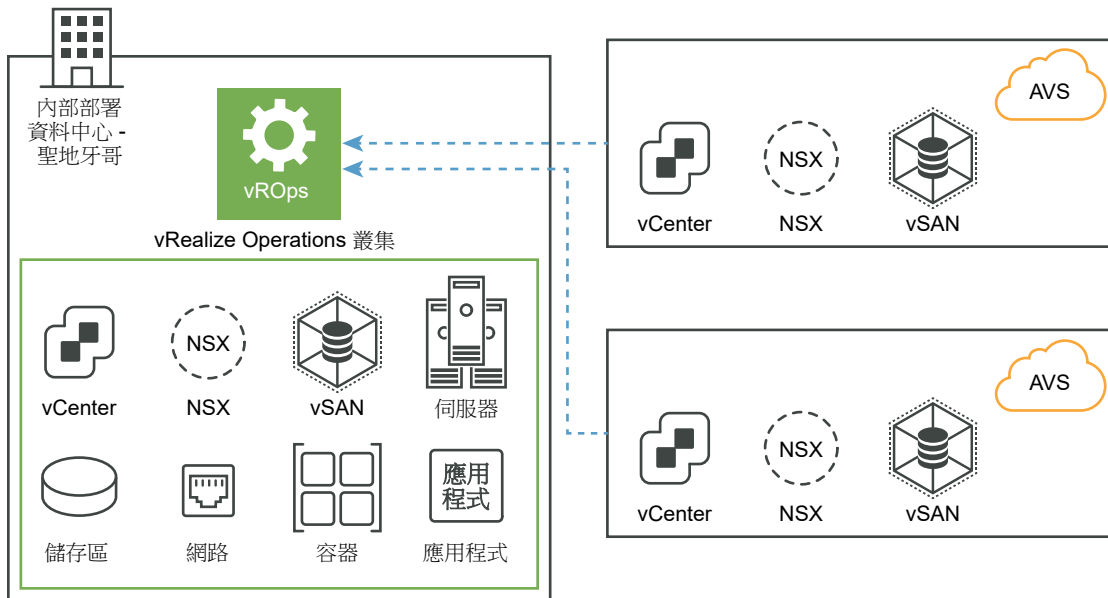 內部部署
資料中心 -
聖地牙哥
vROps
vRealize Operations 叢集
vCenter
NSX
NSX
vSAN
伺服器
儲存區
網路
容器
應用
程式
應用程式
AVS
NSX
vCenter
NSX
vSAN
AVS
NSX
vCenter
NSX
vSAN